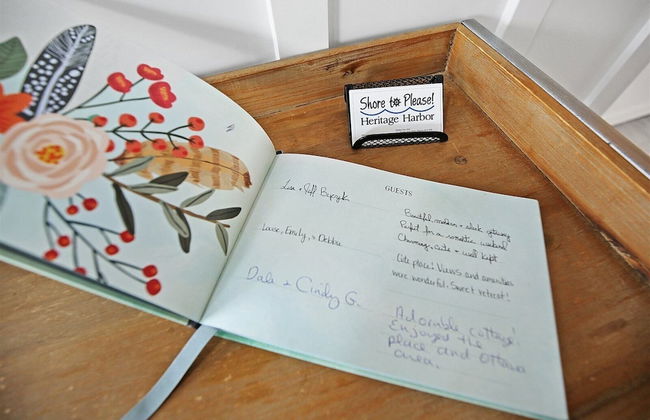 Shore to Please!
Heritage Harbor
GUESTS
Lisa + Jeff
Beautiful, modern + sleek getaway
Perfect for a romantic weekend
Charming, cute + well kept
Louise, Emily, + Debbie
Cute place! Views and amenities
were wonderful. Sweet retreat!
Dale + Cindy G.
Adorable cottage!
Enjoyed the
place and Ottawa
area.